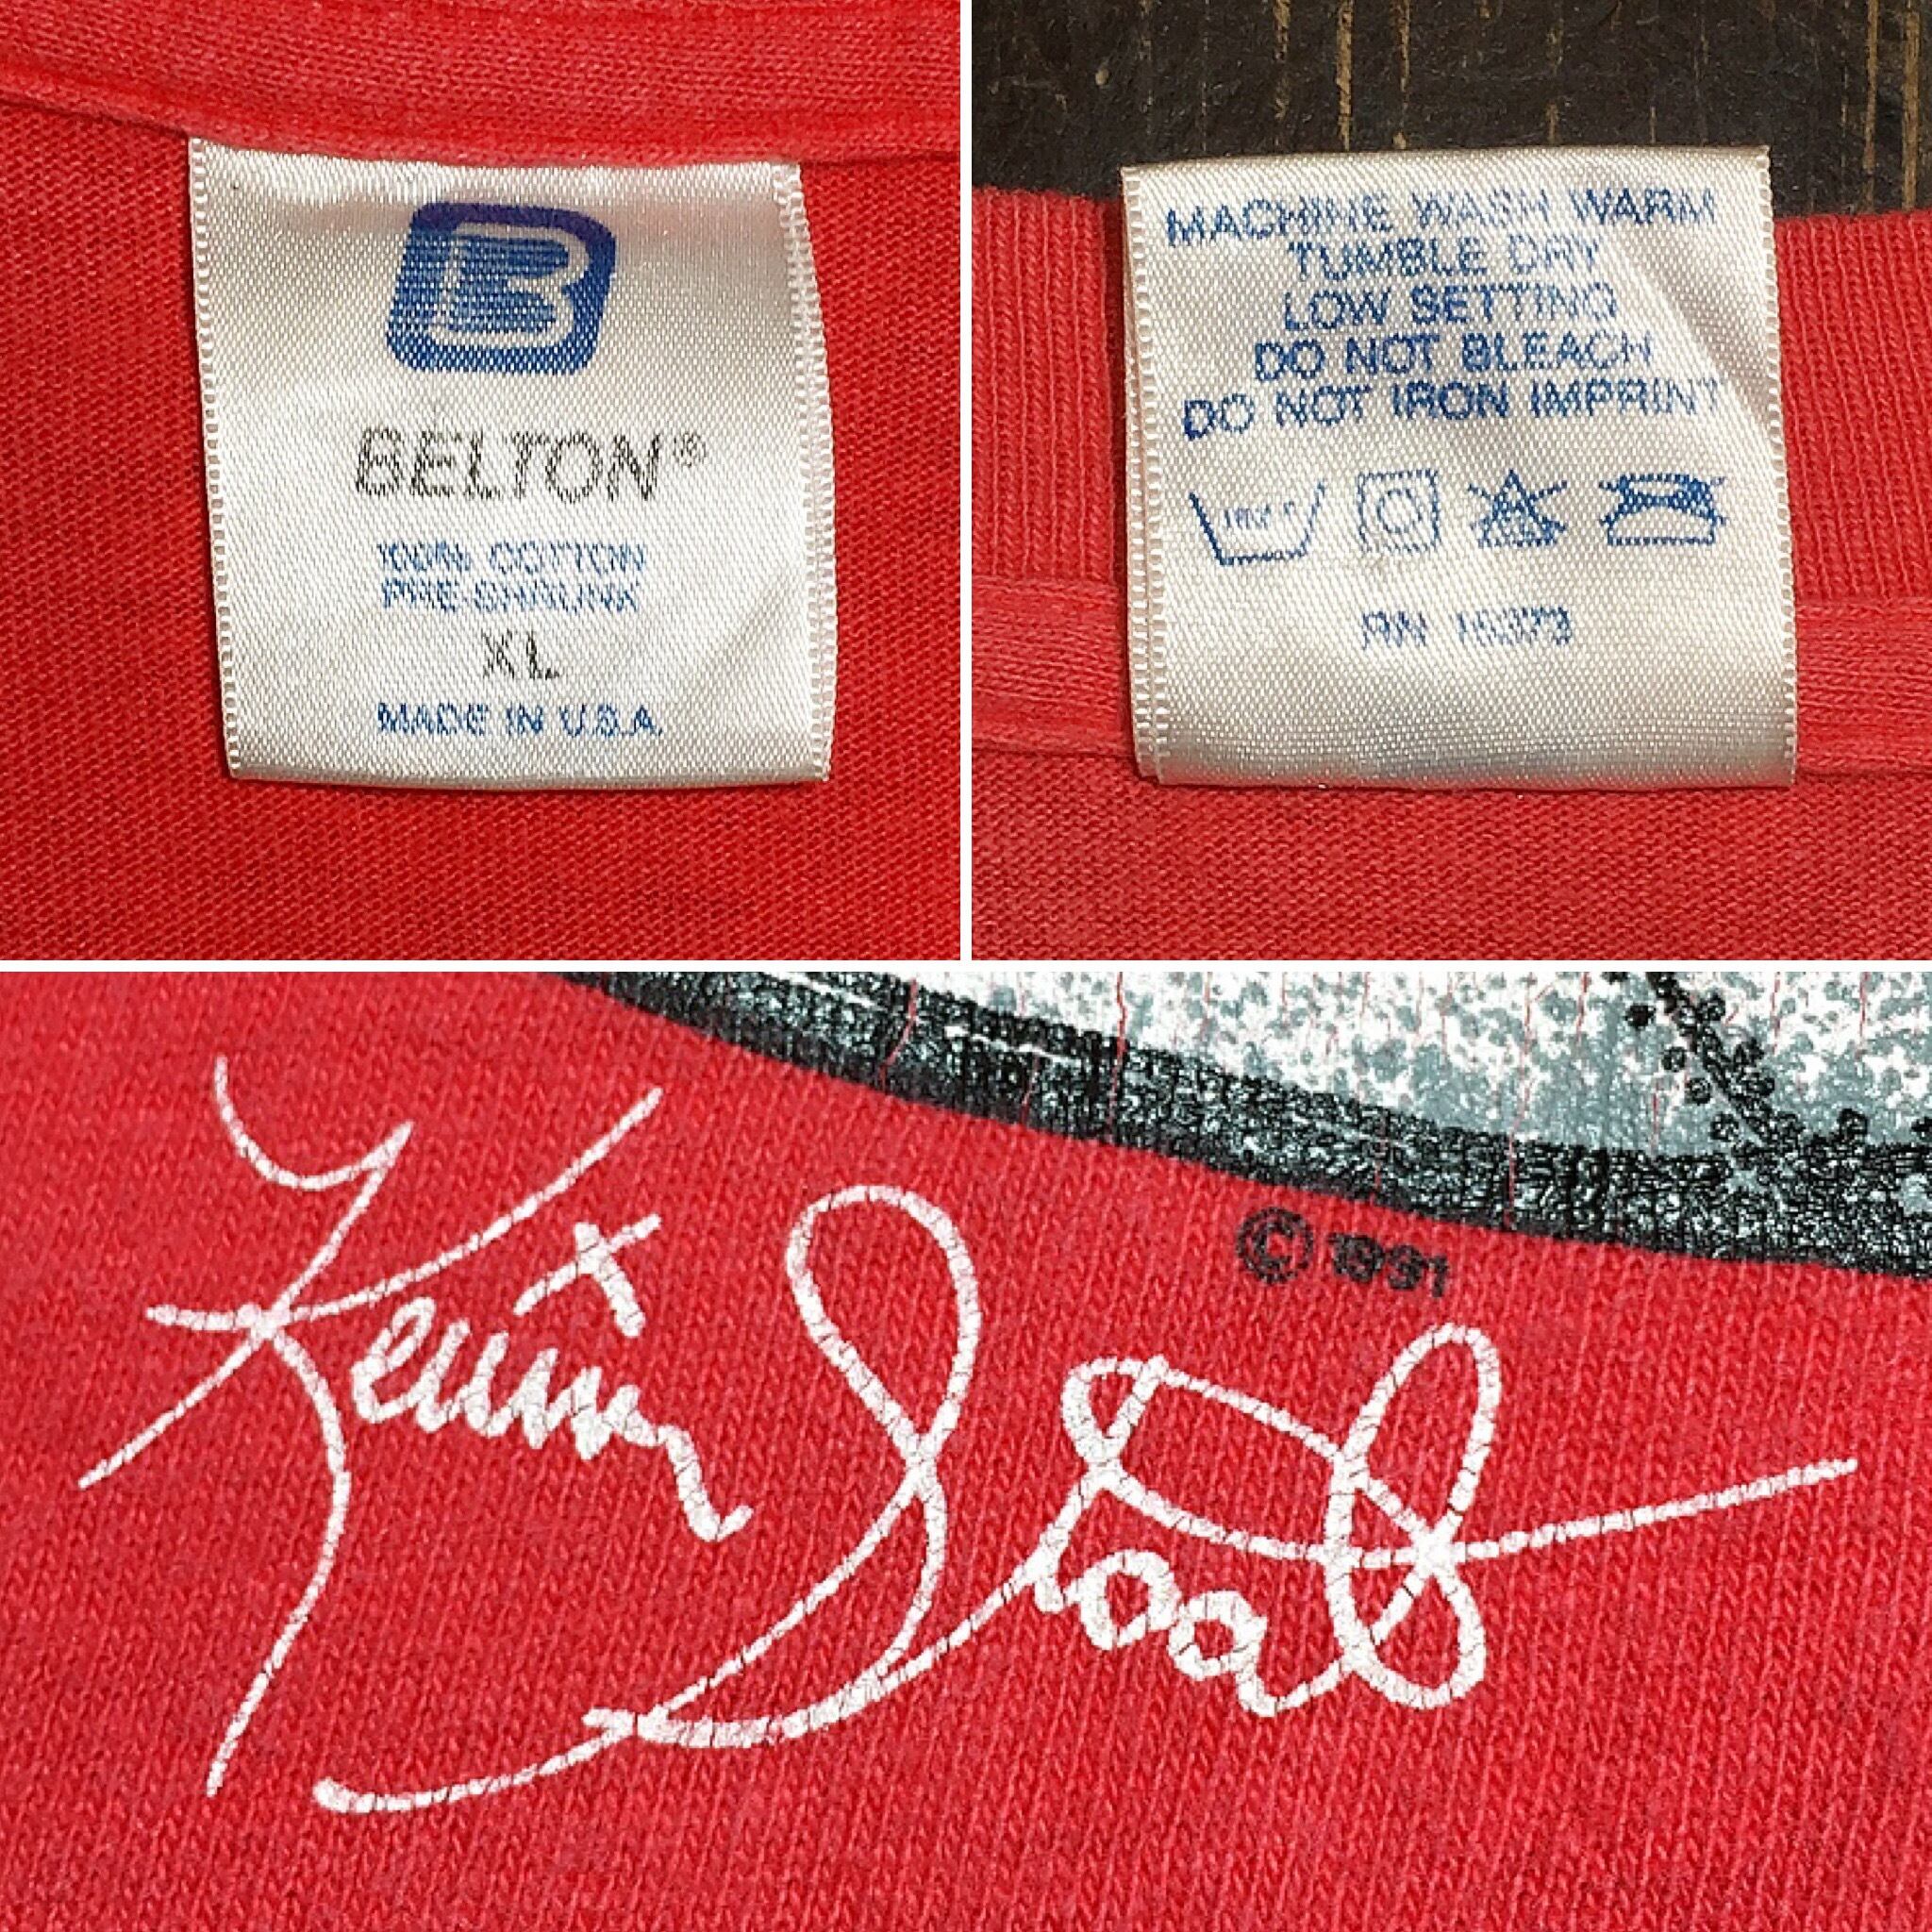 B
BELTON®
100% COTTON
PRE-SHRUNK
XL
MADE IN U.S.A.
MACHINE WASH WARM
TUMBLE DRY
LOW SETTING
DO NOT BLEACH
DO NOT IRON IMPRINT
RN
© 1991